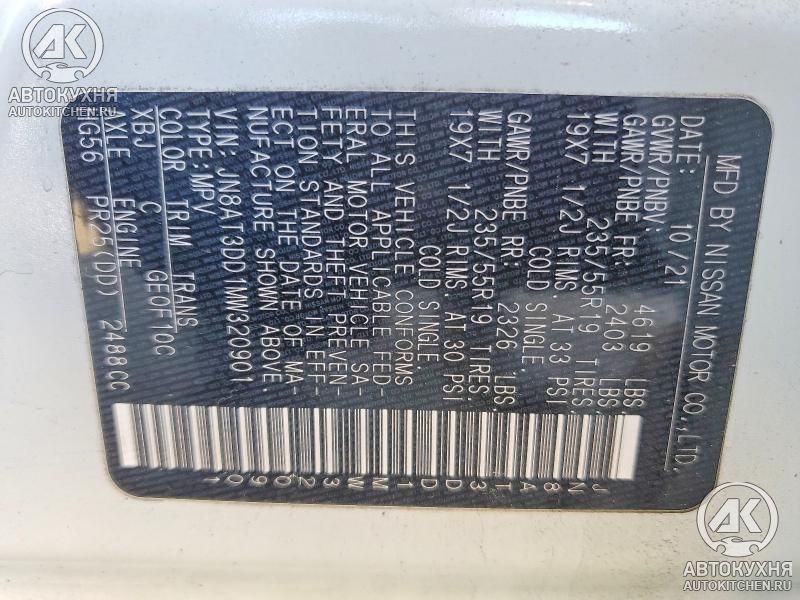 MFD BY NISSAN MOTOR CO.,LTD.
DATE: 10/21
GVWR/PNBV: 4619 LBS.
GAWR/PNBE FR: 2403 LBS.
WITH 235/55R19 TIRES.
19X7 1/2J RIMS. AT 33 PSI
COLD SINGLE.
GAWR/PNBE RR: 2326 LBS.
WITH 235/55R19 TIRES.
19X7 1/2J RIMS. AT 30 PSI
COLD SINGLE.
THIS VEHICLE CONFORMS
TO ALL APPLICABLE FED-
ERAL MOTOR VEHICLE SA-
FETY AND THEFT PREVEN-
TION STANDARDS IN EFF-
ECT ON THE DATE OF MA-
NUFACTURE SHOWN ABOVE
VIN: JN8AT3DD1MW320901
TYPE:MPV
COLOR TRIM TRANS
XBJ C GE0F10C
AXLE ENGINE
G56 PR25(DD) 2488CC
JN8AT3DD1MW320901
АК
АВТОКУХНЯ
AUTOKITCHEN.RU
АК
АВТОКУХНЯ
AUTOKITCHEN.RU